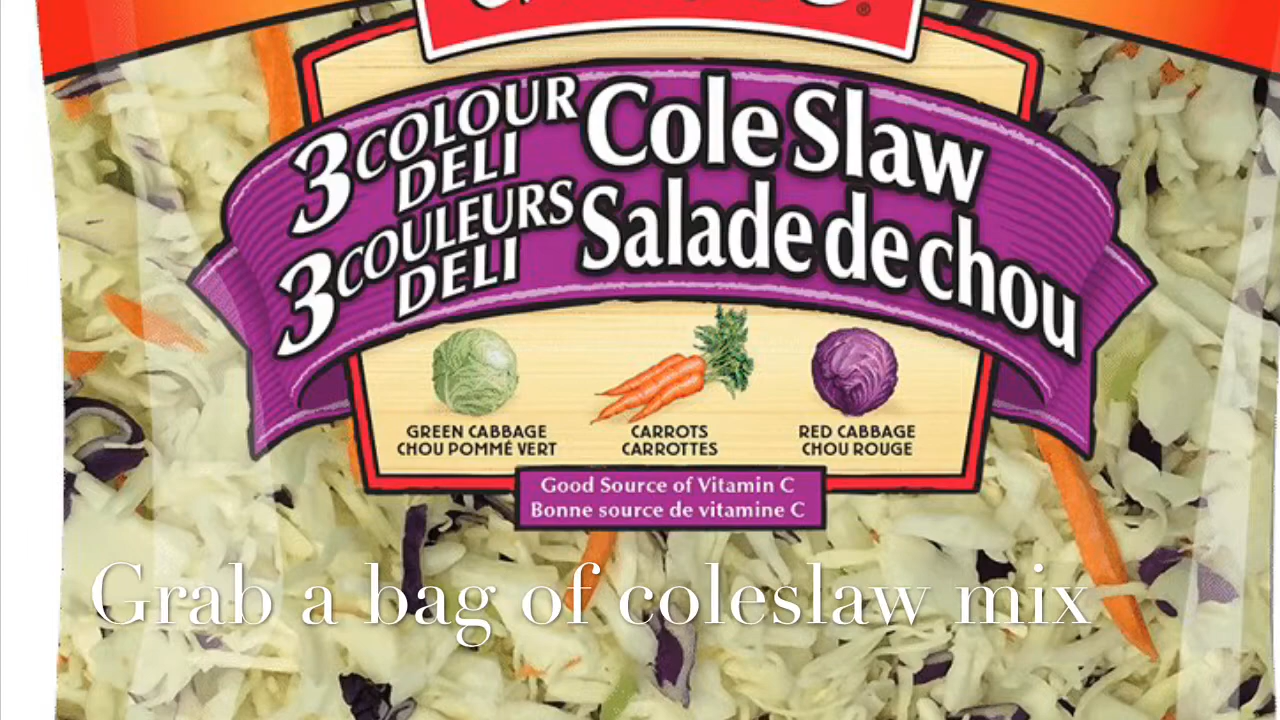 ®
3 COLOUR DELI Cole Slaw
3 COULEURS DELI Salade de chou
GREEN CABBAGE
CHOU POMMÉ VERT
CARROTS
CARROTTES
RED CABBAGE
CHOU ROUGE
Good Source of Vitamin C
Bonne source de vitamine C
Grab a bag of coleslaw mix